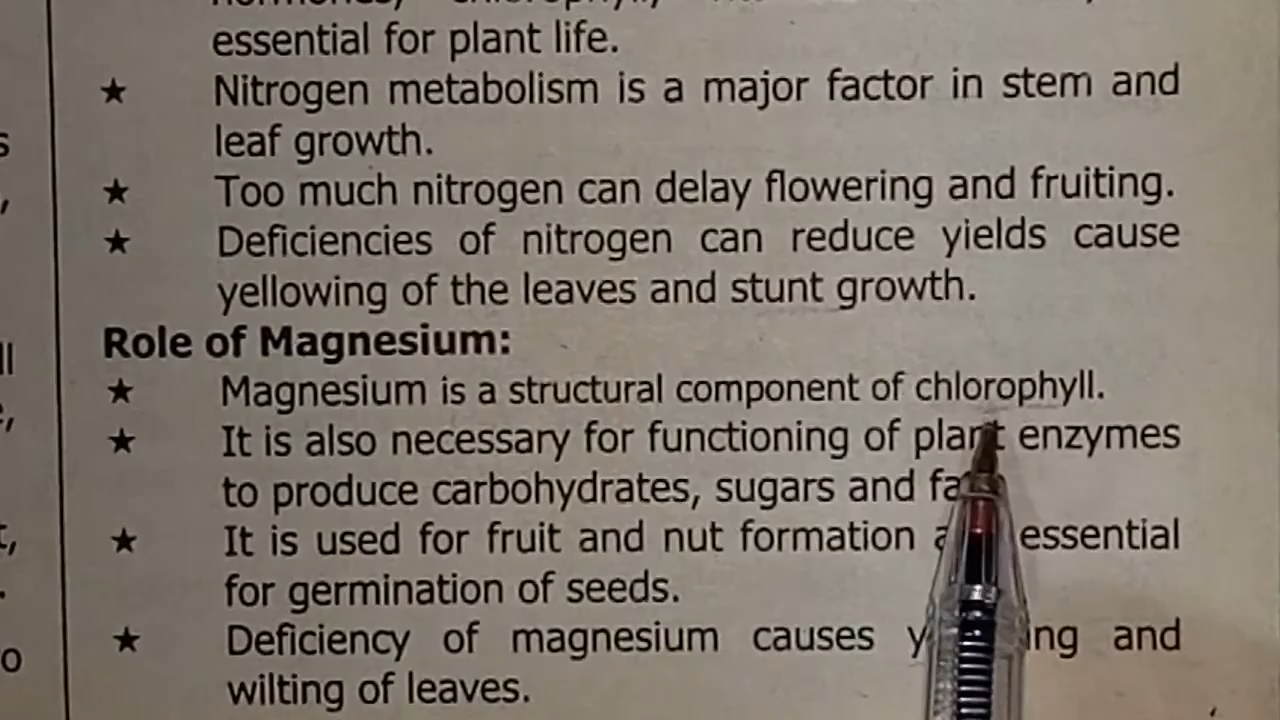 essential for plant life.
★ Nitrogen metabolism is a major factor in stem and
leaf growth.
★ Too much nitrogen can delay flowering and fruiting.
★ Deficiencies of nitrogen can reduce yields cause
yellowing of the leaves and stunt growth.
Role of Magnesium:
★ Magnesium is a structural component of chlorophyll.
★ It is also necessary for functioning of plant enzymes
to produce carbohydrates, sugars and
★ It is used for fruit and nut formation essential
for germination of seeds.
★ Deficiency of magnesium causes and
wilting of leaves.